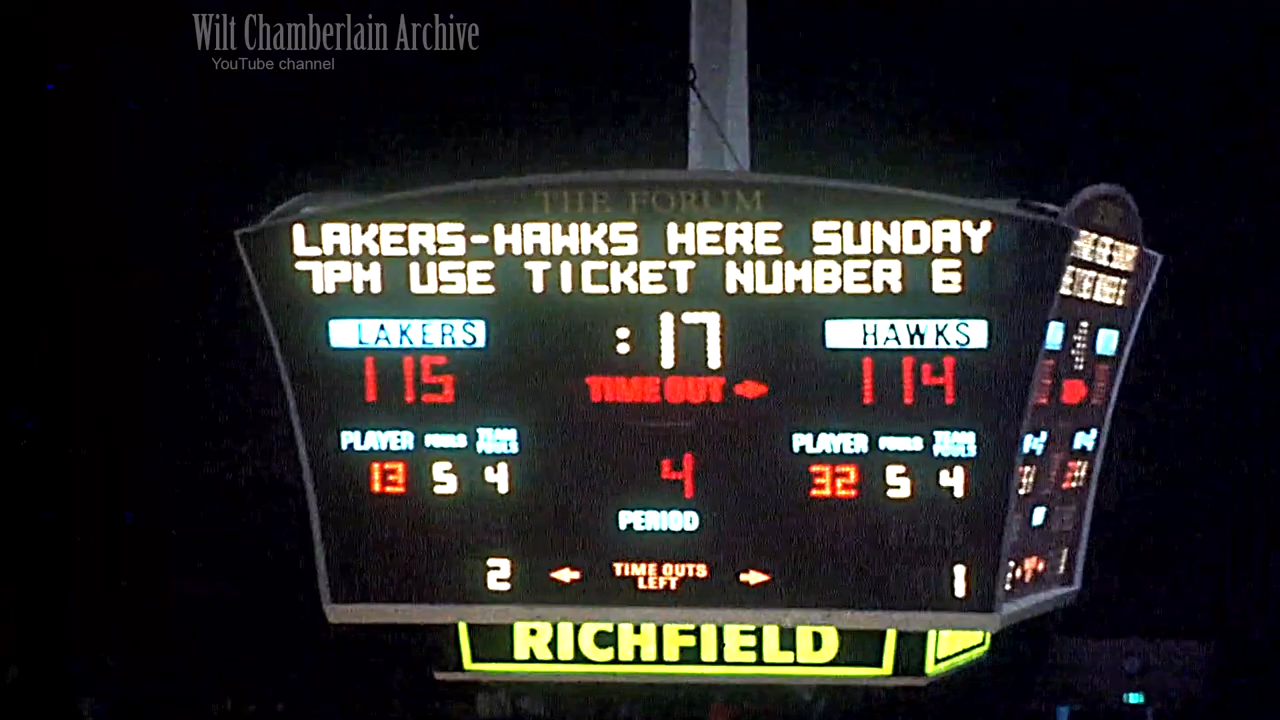 Wilt Chamberlain Archive
YouTube channel
THE FORUM
LAKERS-HAWKS HERE SUNDAY
7PM USE TICKET NUMBER 6
LAKERS :17 HAWKS
115 TIME OUT 114
PLAYER FOULS TEAM FOULS PLAYER FOULS TEAM FOULS
13 5 4 4 32 5 4
PERIOD
2 TIME OUTS LEFT 1
RICHFIELD